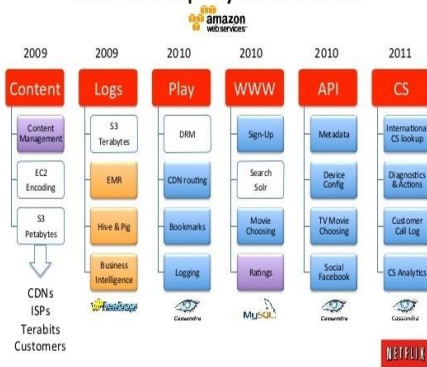 amazon
webservices™
2009
2009
2010
2010
2010
2011
Content
Logs
Play
WWW
API
CS
Content
Management
EC2
Encoding
S3
Petabytes
CDNs
ISPs
Terabits
Customers
S3
Terabytes
EMR
Hive & Pig
Business
Intelligence
DRM
CDN routing
Bookmarks
Logging
Cassandra
Sign-Up
Search
Solr
Movie
Choosing
Ratings
MySQL
Metadata
Device
Config
TV Movie
Choosing
Social
Facebook
Cassandra
International
CS lookup
Diagnostics
& Actions
Customer
Call Log
CS Analytics
Cassandra
NETFLIX